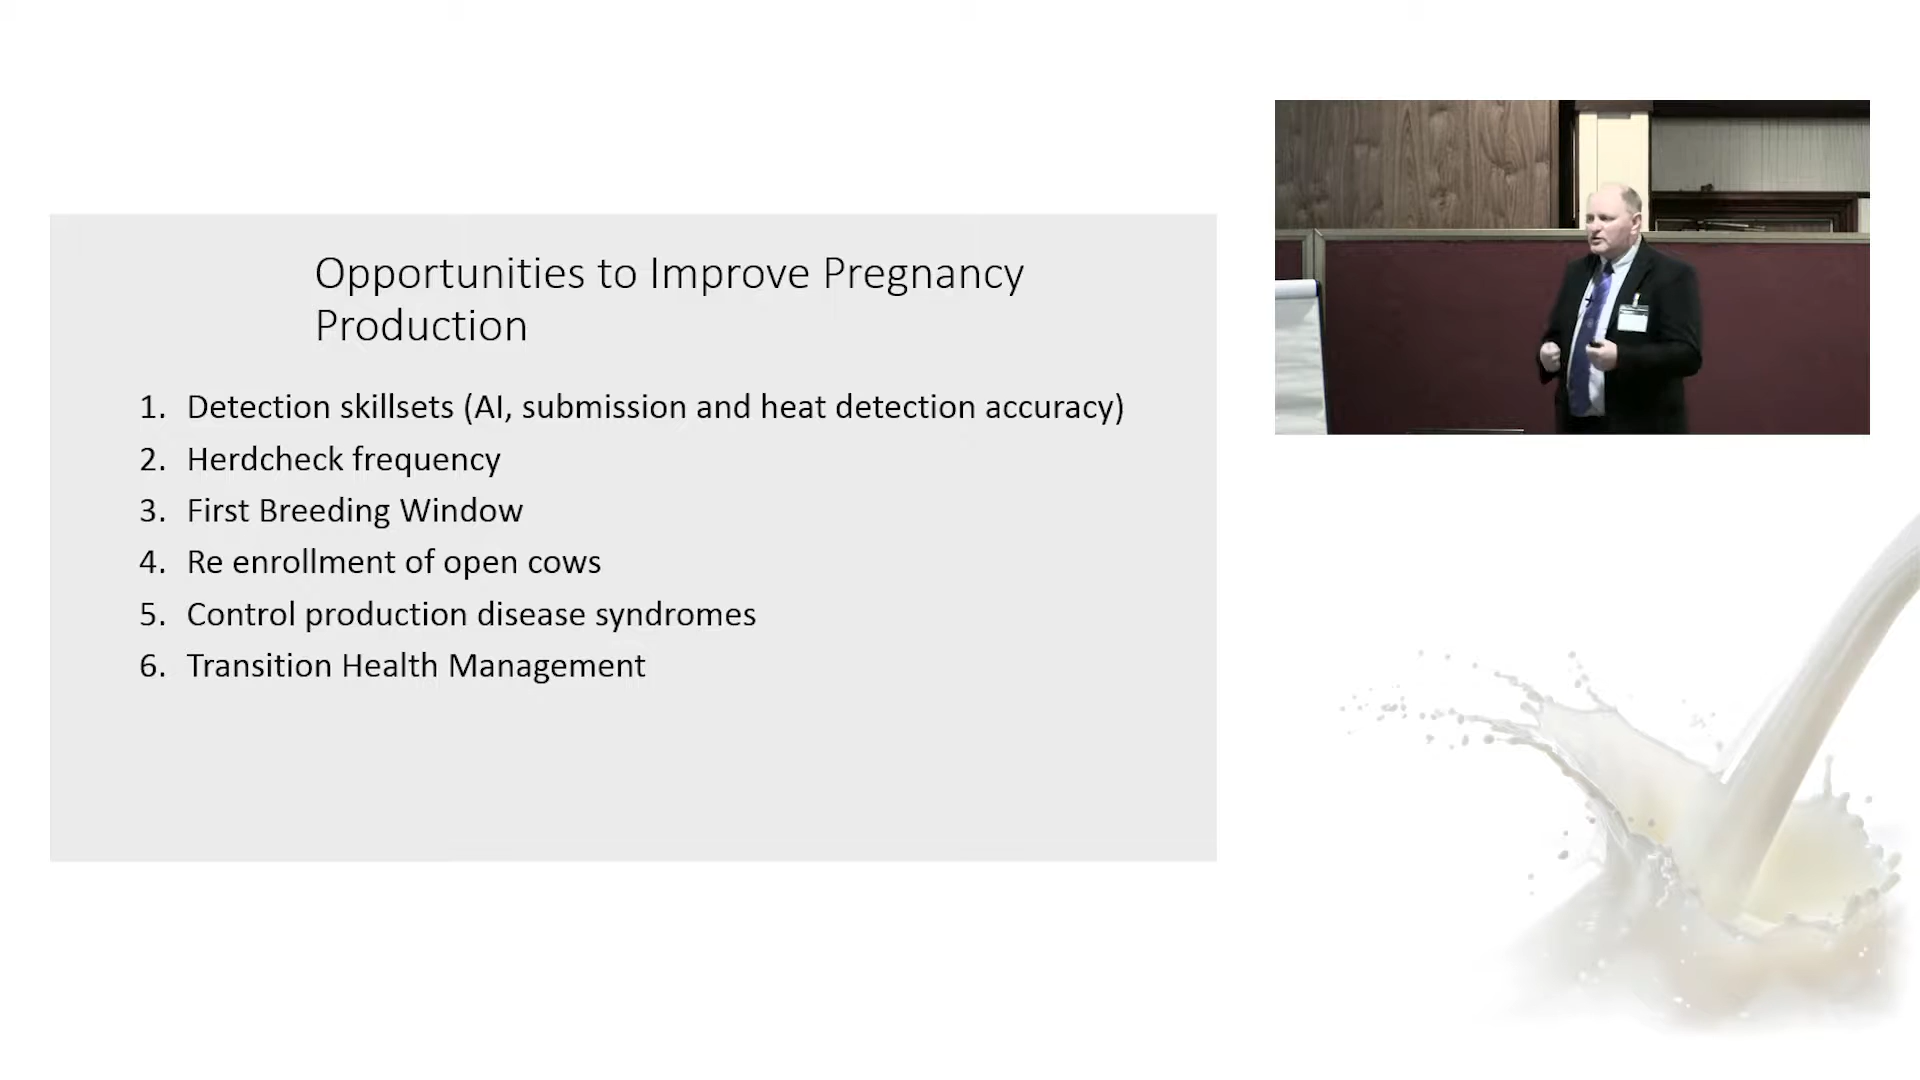 Opportunities to Improve Pregnancy
Production
1. Detection skillsets (AI, submission and heat detection accuracy)
2. Herdcheck frequency
3. First Breeding Window
4. Re enrollment of open cows
5. Control production disease syndromes
6. Transition Health Management